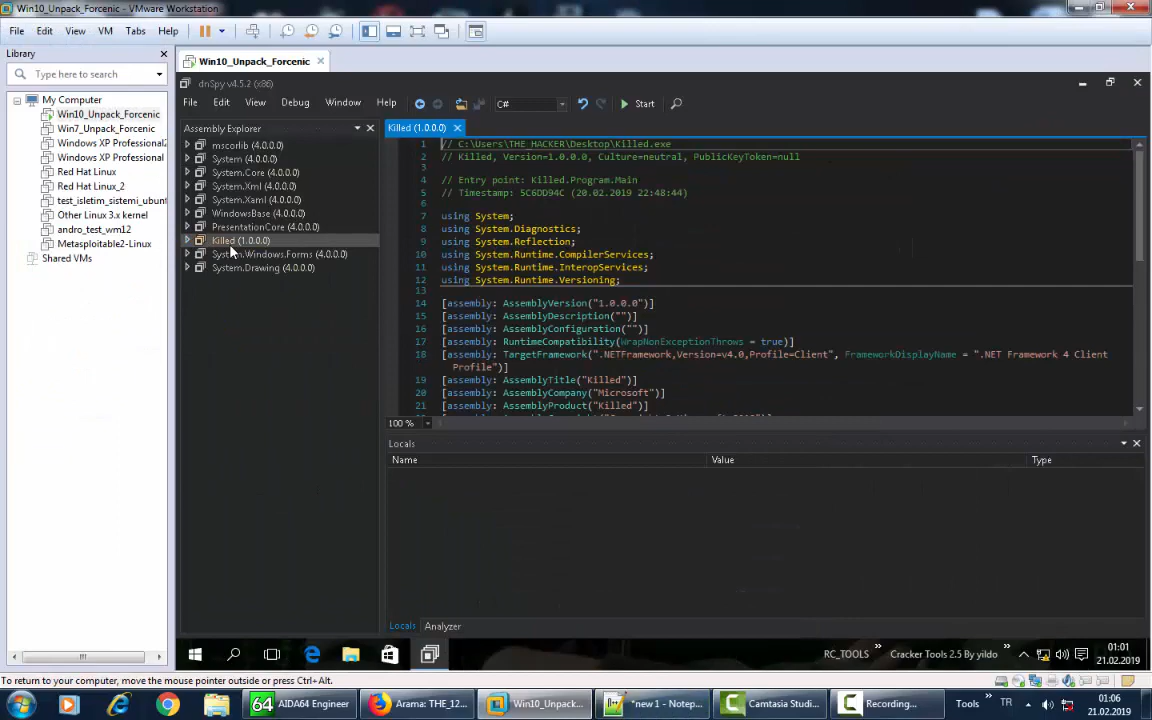 Win10_Unpack_Forcenic - VMware Workstation
File Edit View VM Tabs Help
Library
Type here to search
My Computer
Win10_Unpack_Forcenic
Win7_Unpack_Forcenic
Windows XP Professional2
Windows XP Professional
Red Hat Linux
Red Hat Linux_2
test_isletim_sistemi_ubunt
Other Linux 3.x kernel
andro_test_wm12
Metasploitable2-Linux
Shared VMs
Win10_Unpack_Forcenic
dnSpy v4.5.2 (x86)
File Edit View Debug Window Help C# Start
Assembly Explorer
mscorlib (4.0.0.0)
System (4.0.0.0)
System.Core (4.0.0.0)
System.Xml (4.0.0.0)
System.Xaml (4.0.0.0)
WindowsBase (4.0.0.0)
PresentationCore (4.0.0.0)
Killed (1.0.0.0)
System.Windows.Forms (4.0.0.0)
System.Drawing (4.0.0.0)
Killed (1.0.0.0)
1 // C:\Users\THE_HACKER\Desktop\Killed.exe
2 // Killed, Version=1.0.0.0, Culture=neutral, PublicKeyToken=null
3
4 // Entry point: Killed.Program.Main
5 // Timestamp: 5C6DD94C (20.02.2019 22:48:44)
6
7 using System;
8 using System.Diagnostics;
9 using System.Reflection;
10 using System.Runtime.CompilerServices;
11 using System.Runtime.InteropServices;
12 using System.Runtime.Versioning;
13
14 [assembly: AssemblyVersion("1.0.0.0")]
15 [assembly: AssemblyDescription("")]
16 [assembly: AssemblyConfiguration("")]
17 [assembly: RuntimeCompatibility(WrapNonExceptionThrows = true)]
18 [assembly: TargetFramework(".NETFramework,Version=v4.0,Profile=Client", FrameworkDisplayName = ".NET Framework 4 Client
Profile")]
19 [assembly: AssemblyTitle("Killed")]
20 [assembly: AssemblyCompany("Microsoft")]
21 [assembly: AssemblyProduct("Killed")]
100 %
Locals
Name Value Type
Locals Analyzer
RC_TOOLS » Cracker Tools 2.5 By yildo » 01:01
21.02.2019
To return to your computer, move the mouse pointer outside or press Ctrl+Alt.
64 AIDA64 Engineer
Arama: THE_12...
Win10_Unpack...
*new 1 - Notep...
Camtasia Studi...
Recording...
Tools » TR 01:06
21.02.2019